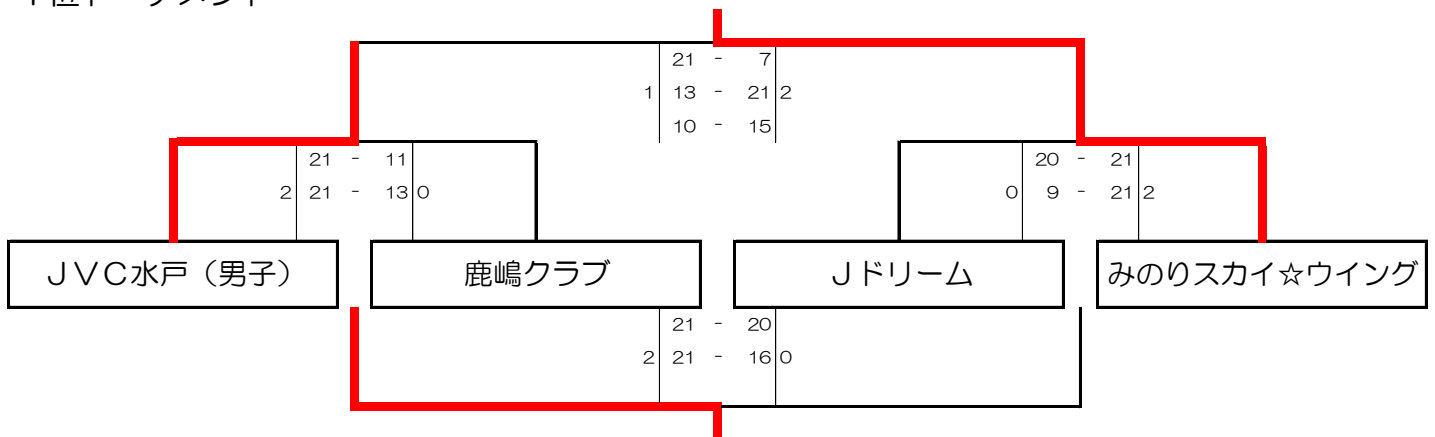 21 - 7
1 13 - 21 2
10 - 15
21 - 11
2 21 - 13 0
20 - 21
0 9 - 21 2
JVC水戸（男子）
鹿嶋クラブ
Jドリーム
みのりスカイ☆ウイング
21 - 20
2 21 - 16 0